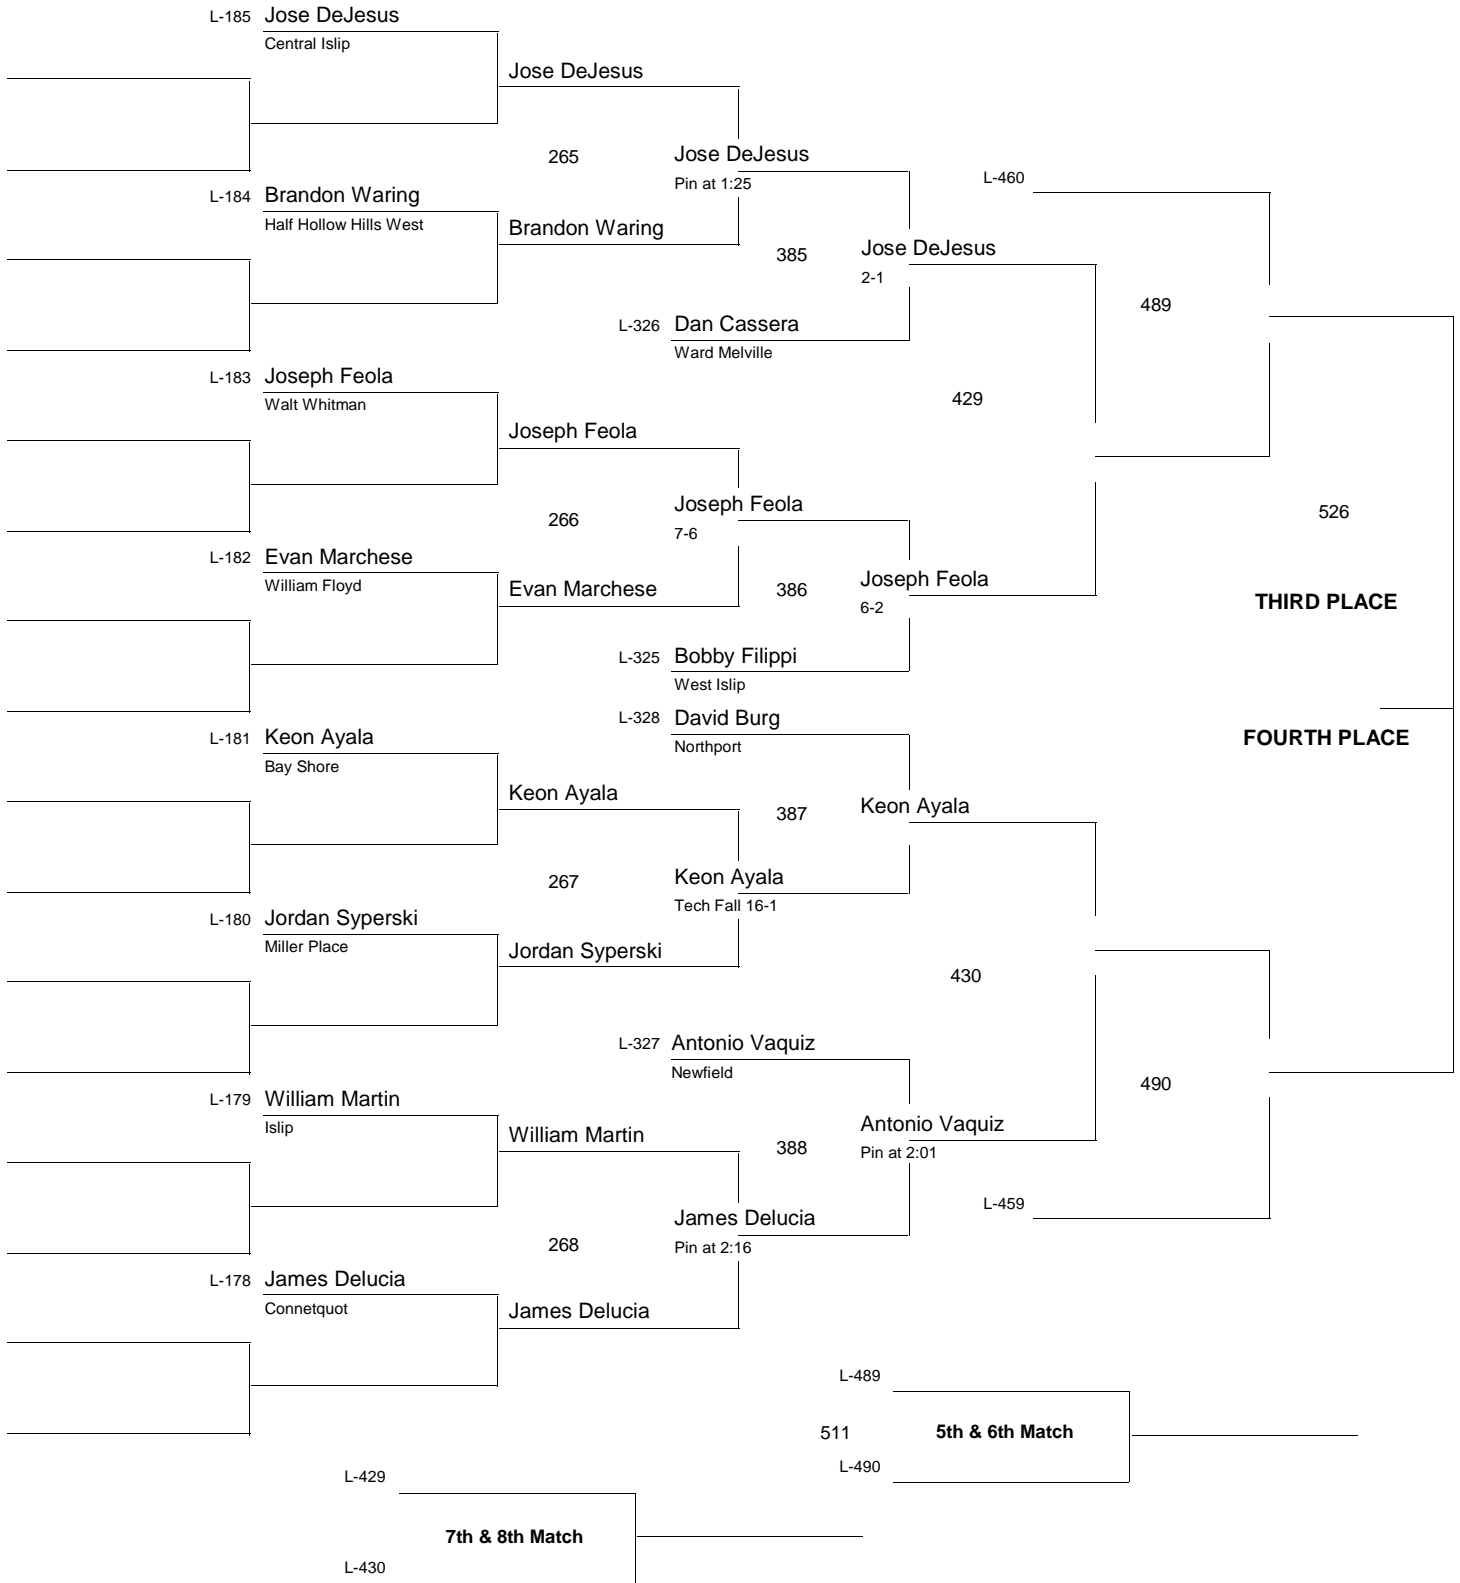 L-185 Jose DeJesus
Central Islip
Jose DeJesus
265
Jose DeJesus
Pin at 1:25
L-460
L-184 Brandon Waring
Half Hollow Hills West
Brandon Waring
385
Jose DeJesus
2-1
489
L-326 Dan Cassera
Ward Melville
L-183 Joseph Feola
Walt Whitman
429
Joseph Feola
266
Joseph Feola
7-6
526
L-182 Evan Marchese
William Floyd
Evan Marchese
386
Joseph Feola
6-2
THIRD PLACE
L-325 Bobby Filippi
West Islip
L-328 David Burg
Northport
L-181 Keon Ayala
Bay Shore
FOURTH PLACE
Keon Ayala
387
Keon Ayala
267
Keon Ayala
Tech Fall 16-1
L-180 Jordan Syperski
Miller Place
Jordan Syperski
430
L-327 Antonio Vaquiz
Newfield
490
L-179 William Martin
Islip
William Martin
388
Antonio Vaquiz
Pin at 2:01
L-459
268
James Delucia
Pin at 2:16
L-178 James Delucia
Connetquot
James Delucia
L-489
511
5th & 6th Match
L-490
L-429
7th & 8th Match
L-430